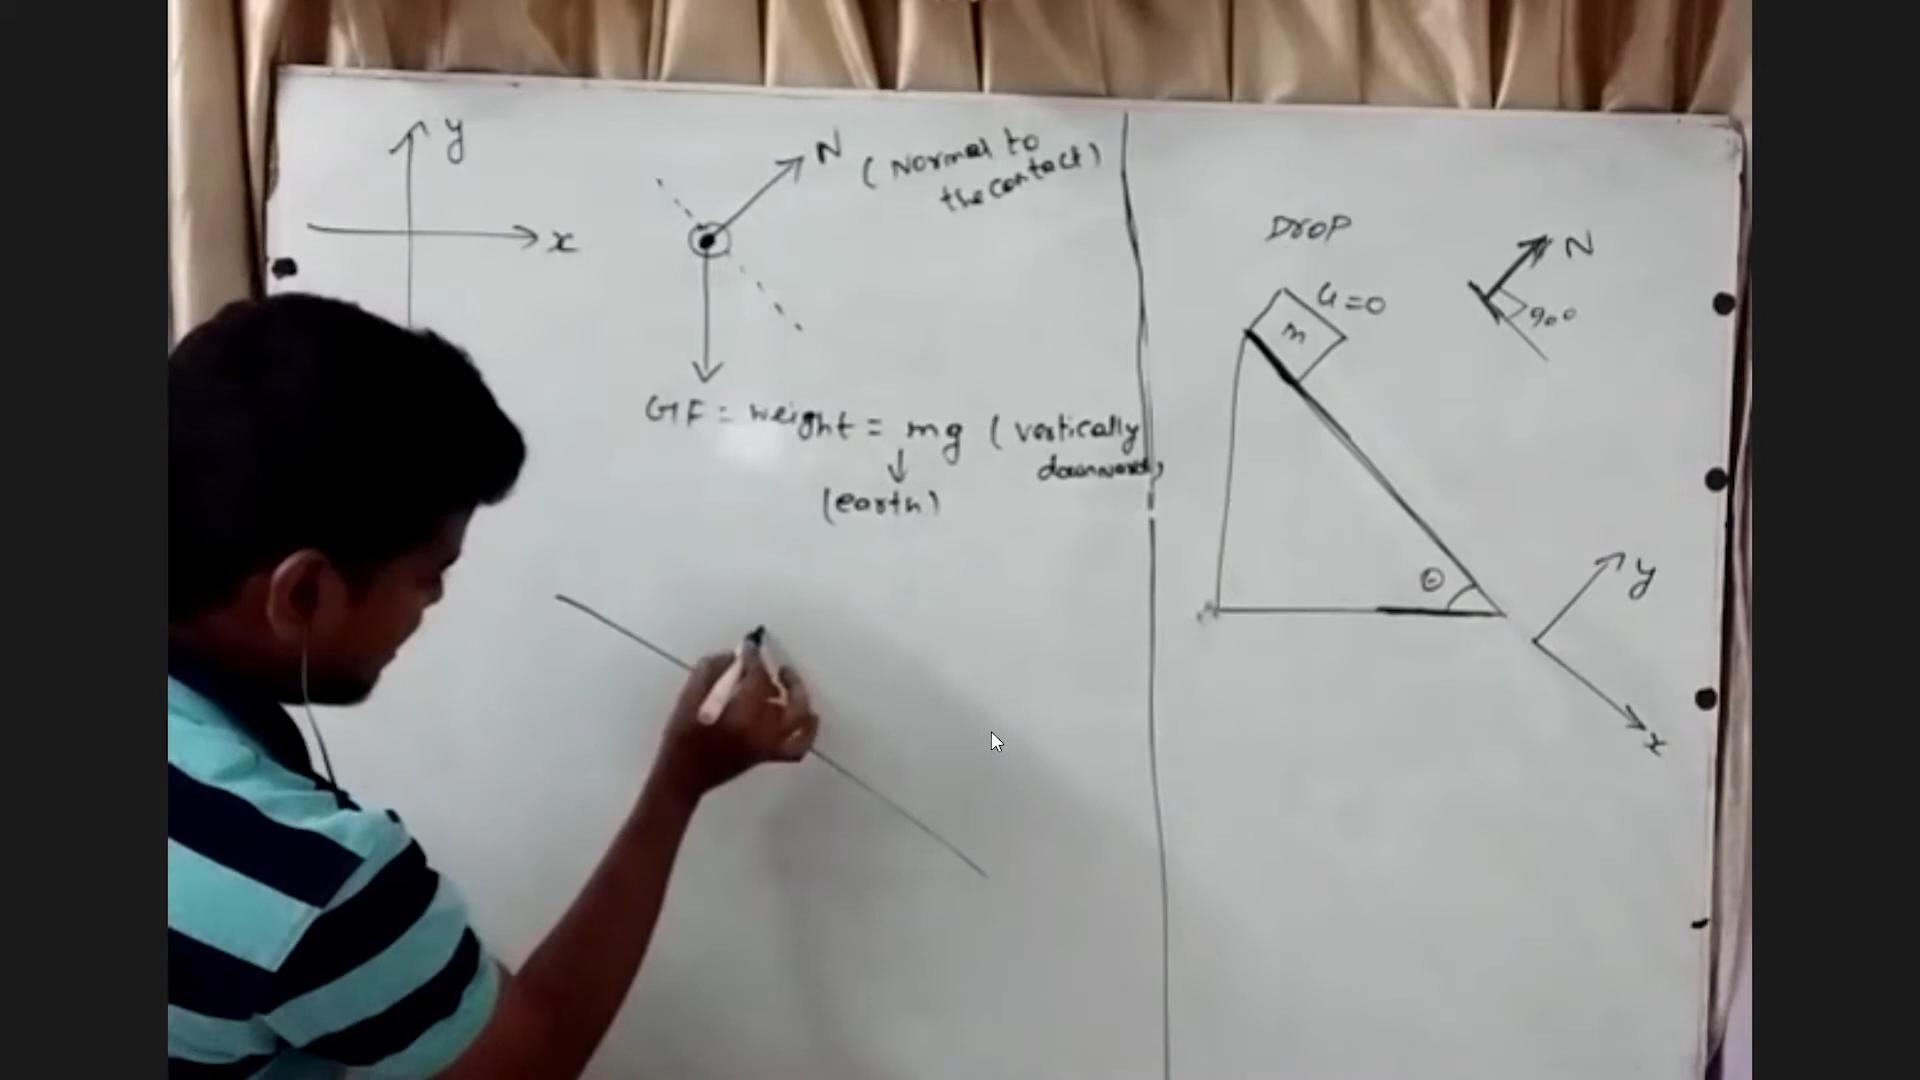 y
x
N
(Normal to
the contact)
GF = weight = mg (vertically
downward)
(earth)
Drop
u=0
m
N
90°
θ
y
x